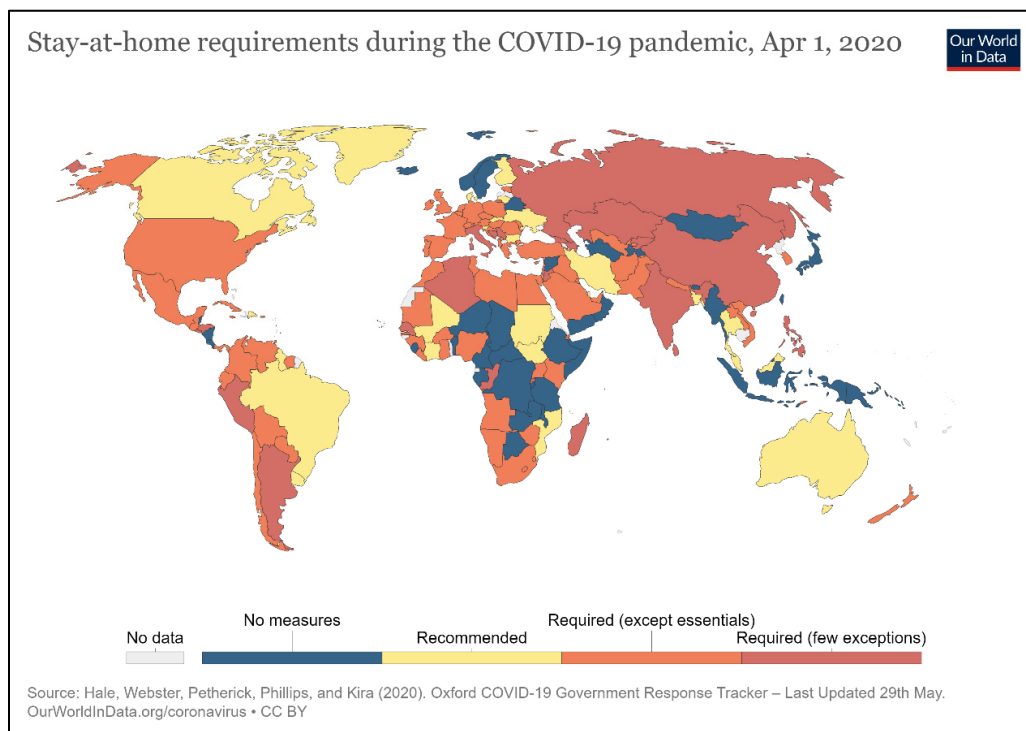 Stay-at-home requirements during the COVID-19 pandemic, Apr 1, 2020
Our World
in Data
No data
No measures
Recommended
Required (except essentials)
Required (few exceptions)
Source: Hale, Webster, Petherick, Phillips, and Kira (2020). Oxford COVID-19 Government Response Tracker – Last Updated 29th May.
OurWorldInData.org/coronavirus • CC BY